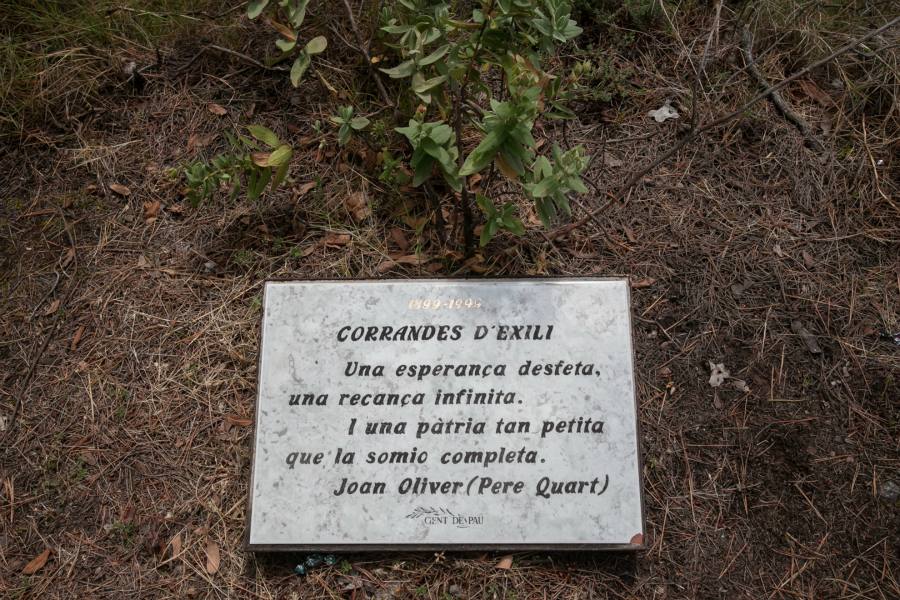 1899-1999
CORRANDES D'EXILI
Una esperança desfeta,
una recança infinita.
I una pàtria tan petita
que la somio completa.
Joan Oliver (Pere Quart)
GENT DE PAU